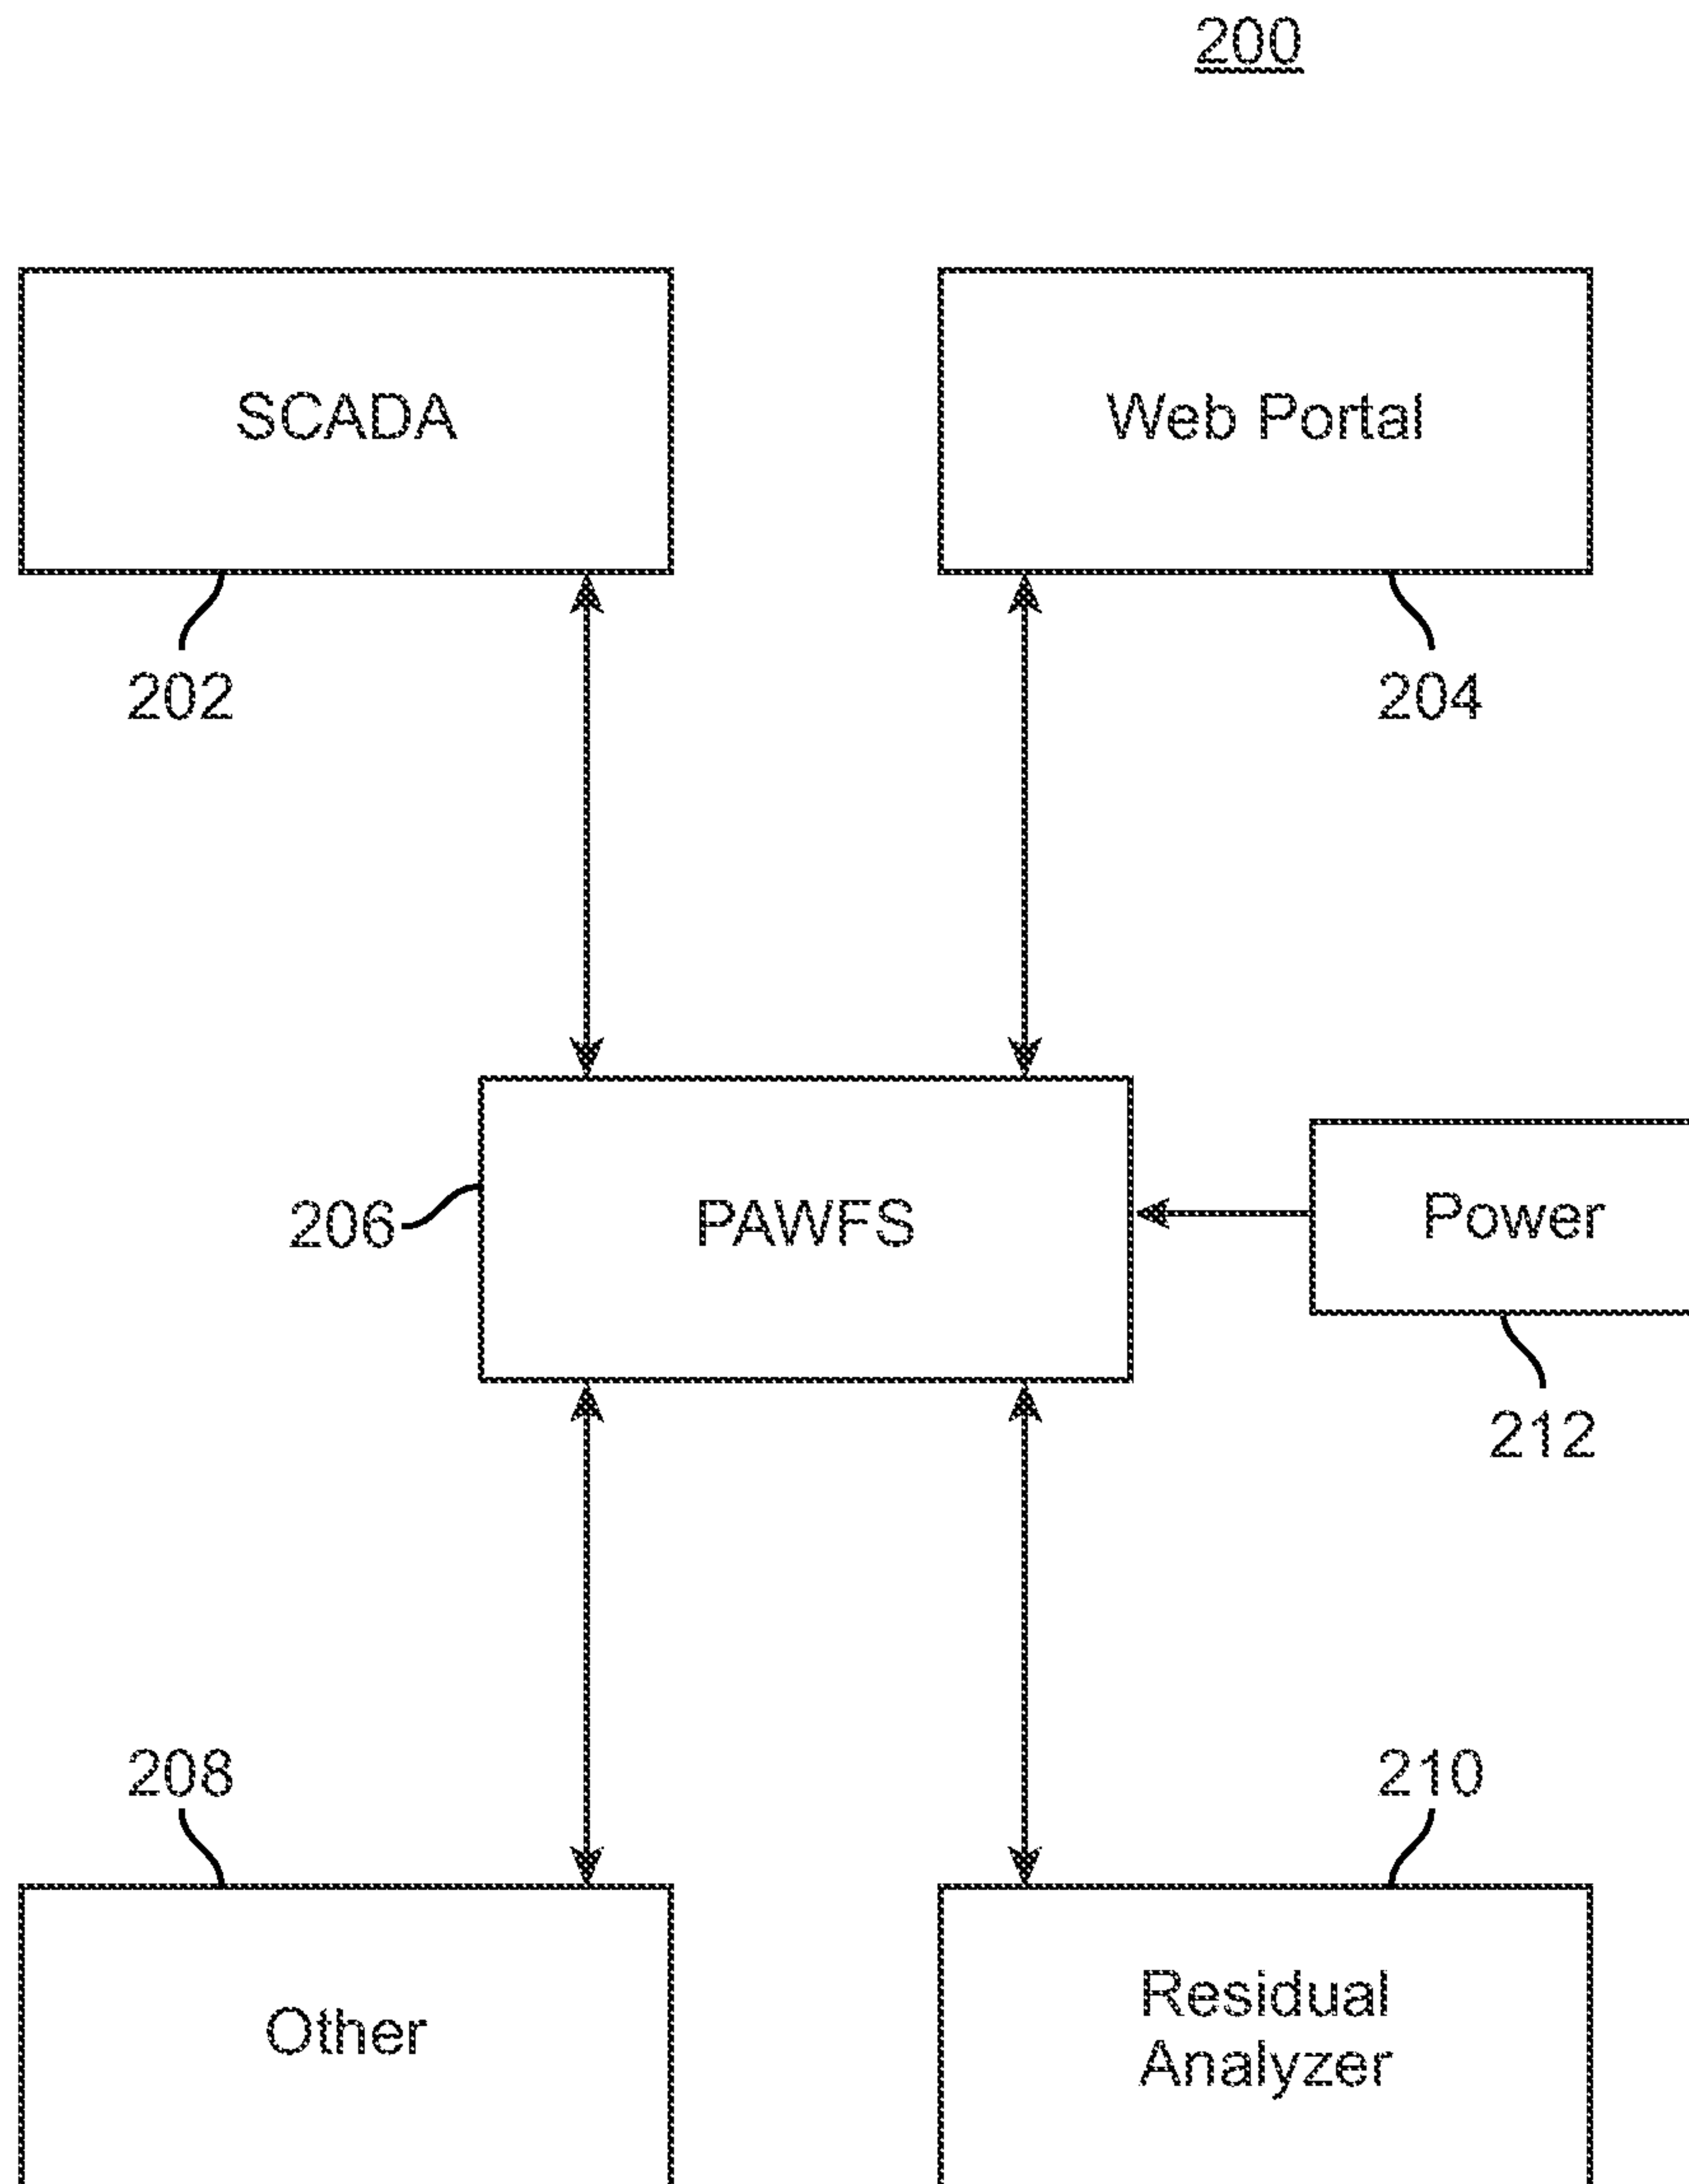 200
SCADA
Web Portal
202
204
206
PAWFS
Power
212
208
210
Other
Residual
Analyzer